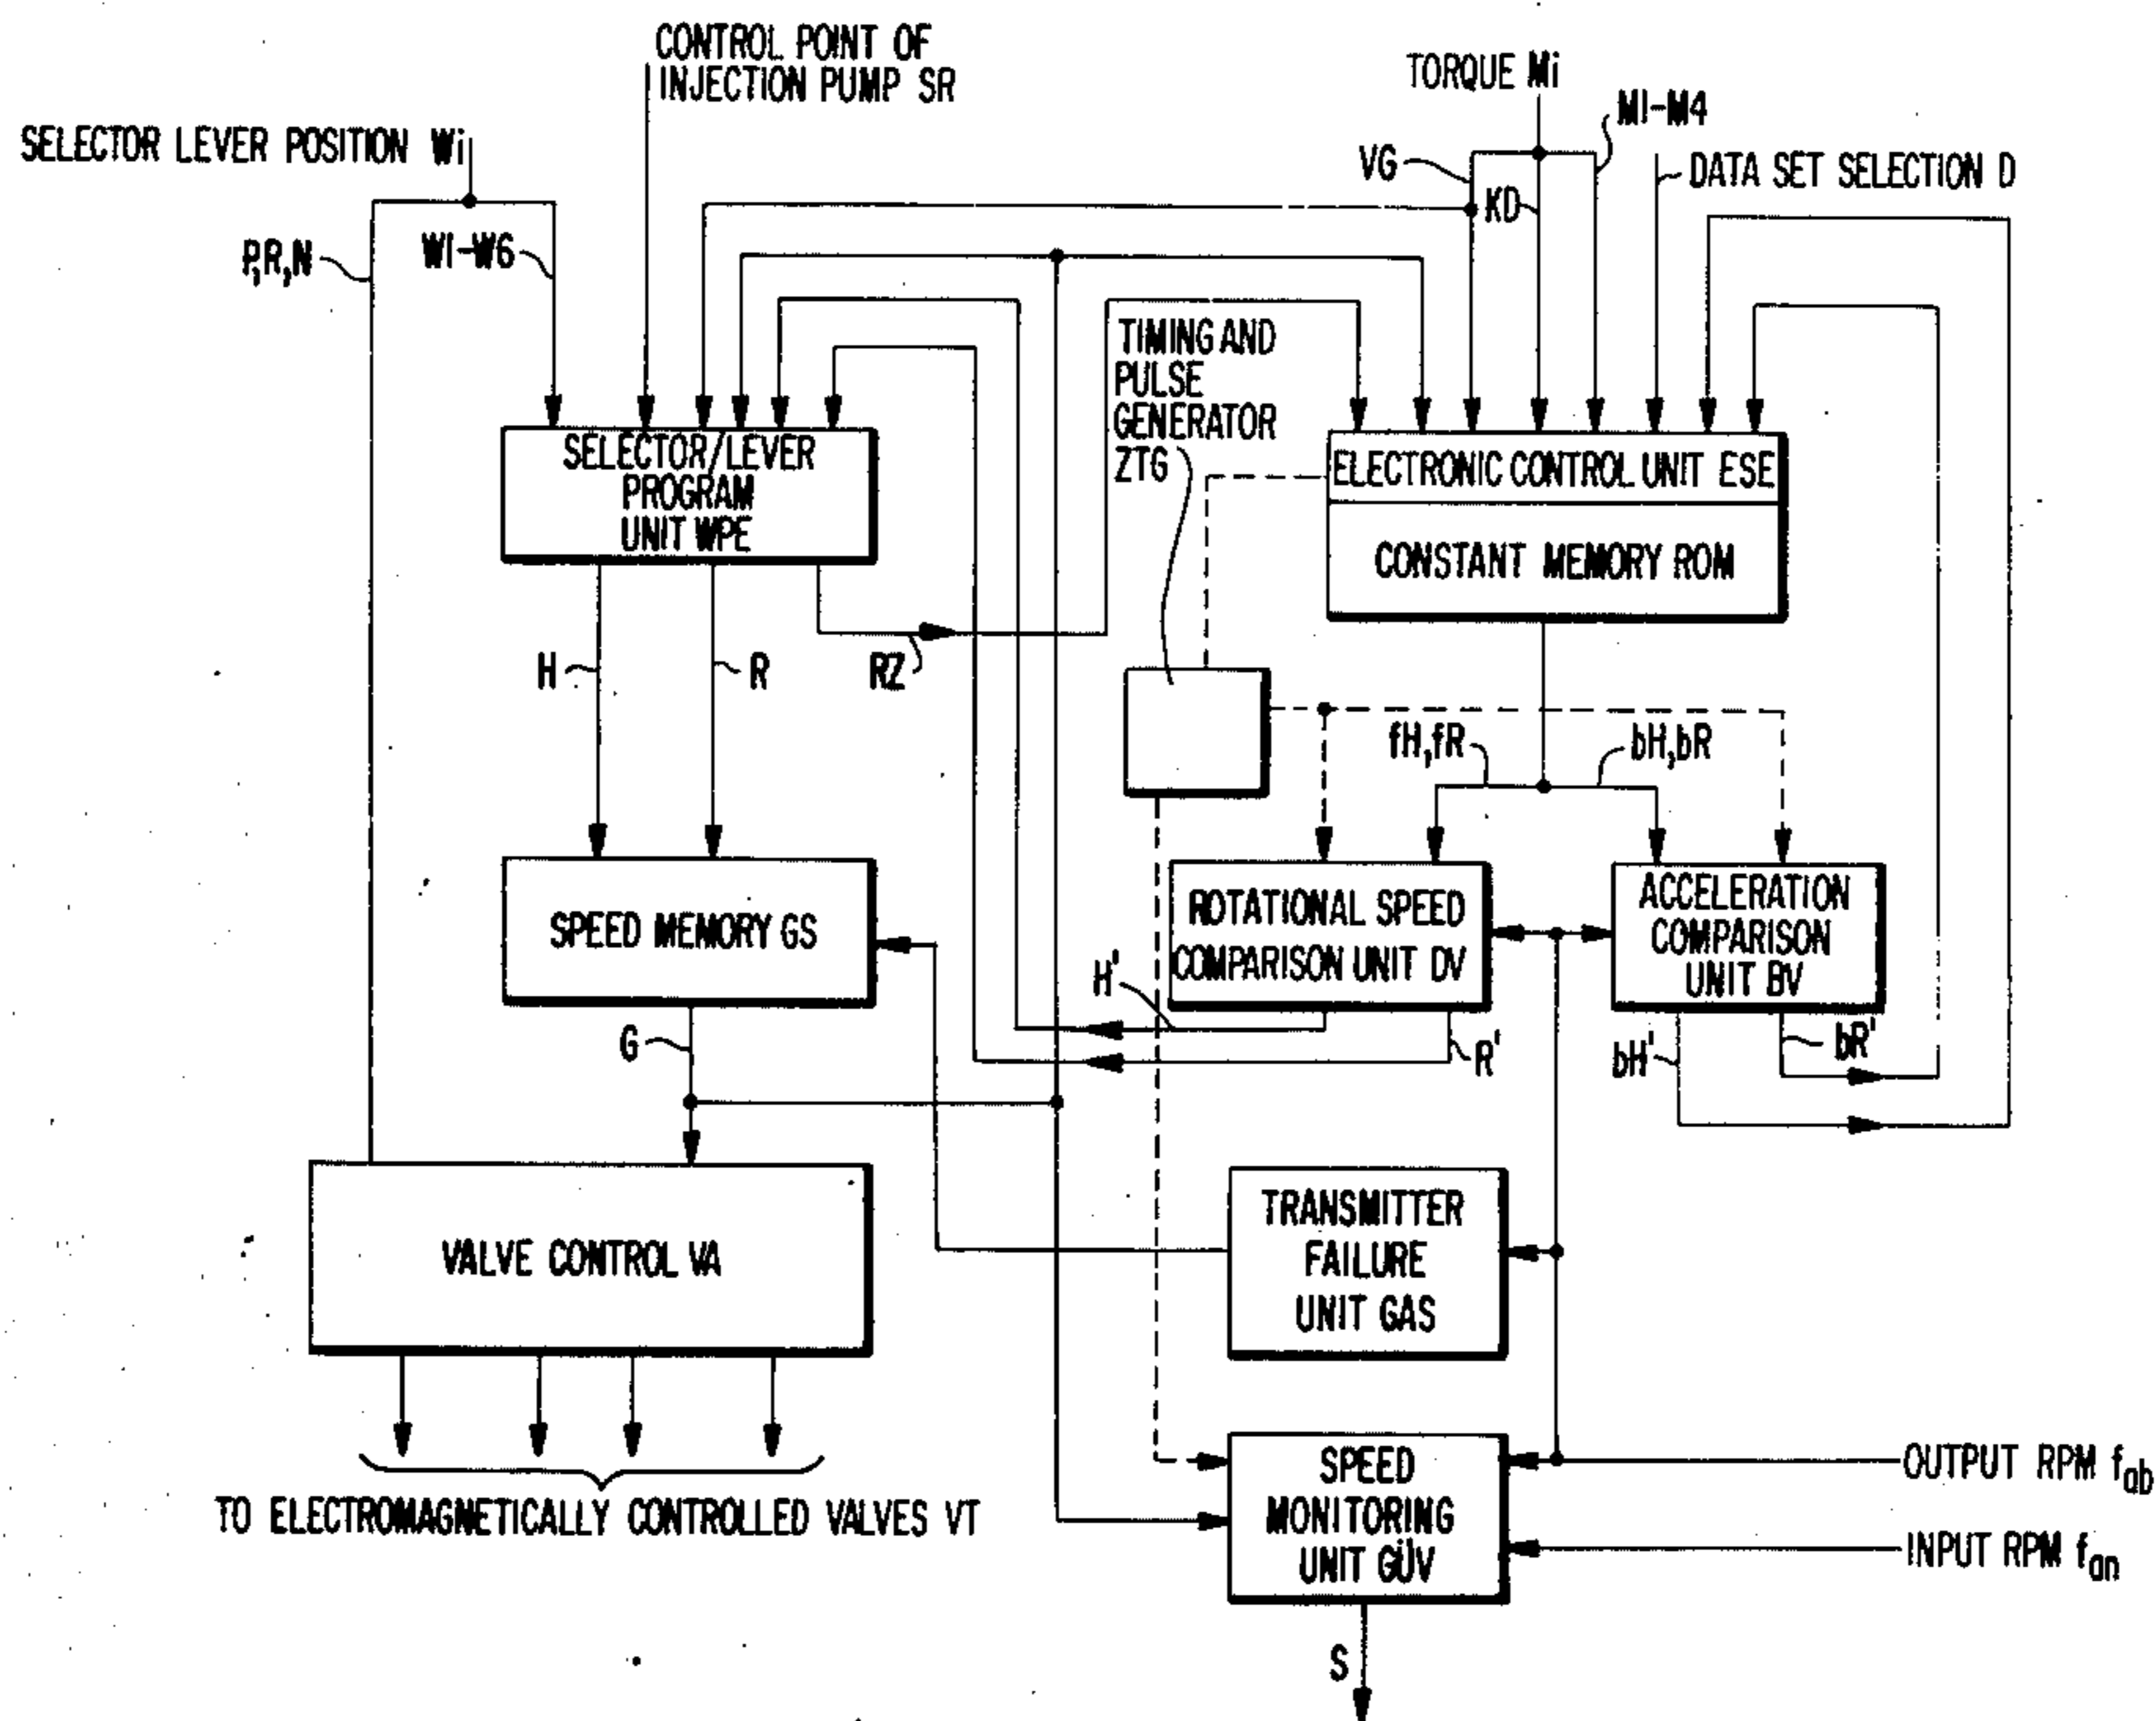 CONTROL POINT OF
INJECTION PUMP SR
TORQUE Mi
M1-M4
SELECTOR LEVER POSITION Wi
VG
KD
DATA SET SELECTION D
P,R,N
W1-W6
TIMING AND
PULSE
GENERATOR
ZTG
SELECTOR/LEVER
PROGRAM
UNIT WPE
ELECTRONIC CONTROL UNIT ESE
CONSTANT MEMORY ROM
H
R
RZ
fH,fR
bH,bR
SPEED MEMORY GS
ROTATIONAL SPEED
COMPARISON UNIT DV
ACCELERATION
COMPARISON
UNIT BV
H'
G
R'
bH'
bR'
VALVE CONTROL VA
TRANSMITTER
FAILURE
UNIT GAS
TO ELECTROMAGNETICALLY CONTROLLED VALVES VT
SPEED
MONITORING
UNIT GÜV
OUTPUT RPM fab
INPUT RPM fan
S